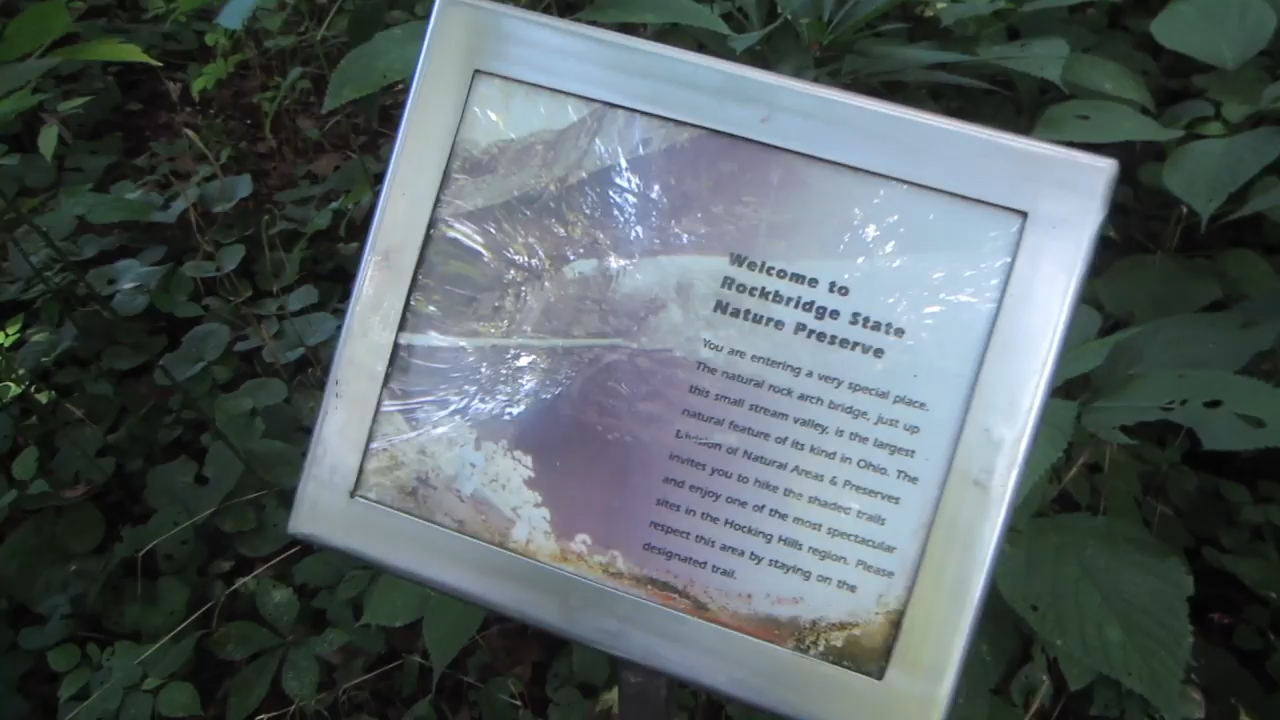 Welcome to
Rockbridge State
Nature Preserve
You are entering a very special place.
The natural rock arch bridge, just up
this small stream valley, is the largest
natural feature of its kind in Ohio. The
Division of Natural Areas & Preserves
invites you to hike the shaded trails
and enjoy one of the most spectacular
sites in the Hocking Hills region. Please
respect this area by staying on the
designated trail.